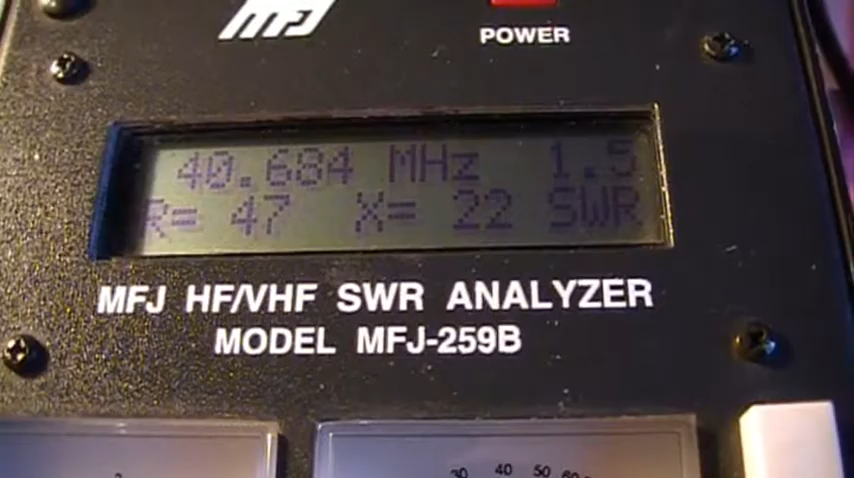 MFJ
POWER
40.684 MHz 1.5
R= 47 X= 22 SWR
MFJ HF/VHF SWR ANALYZER
MODEL MFJ-259B
30 40 50 60